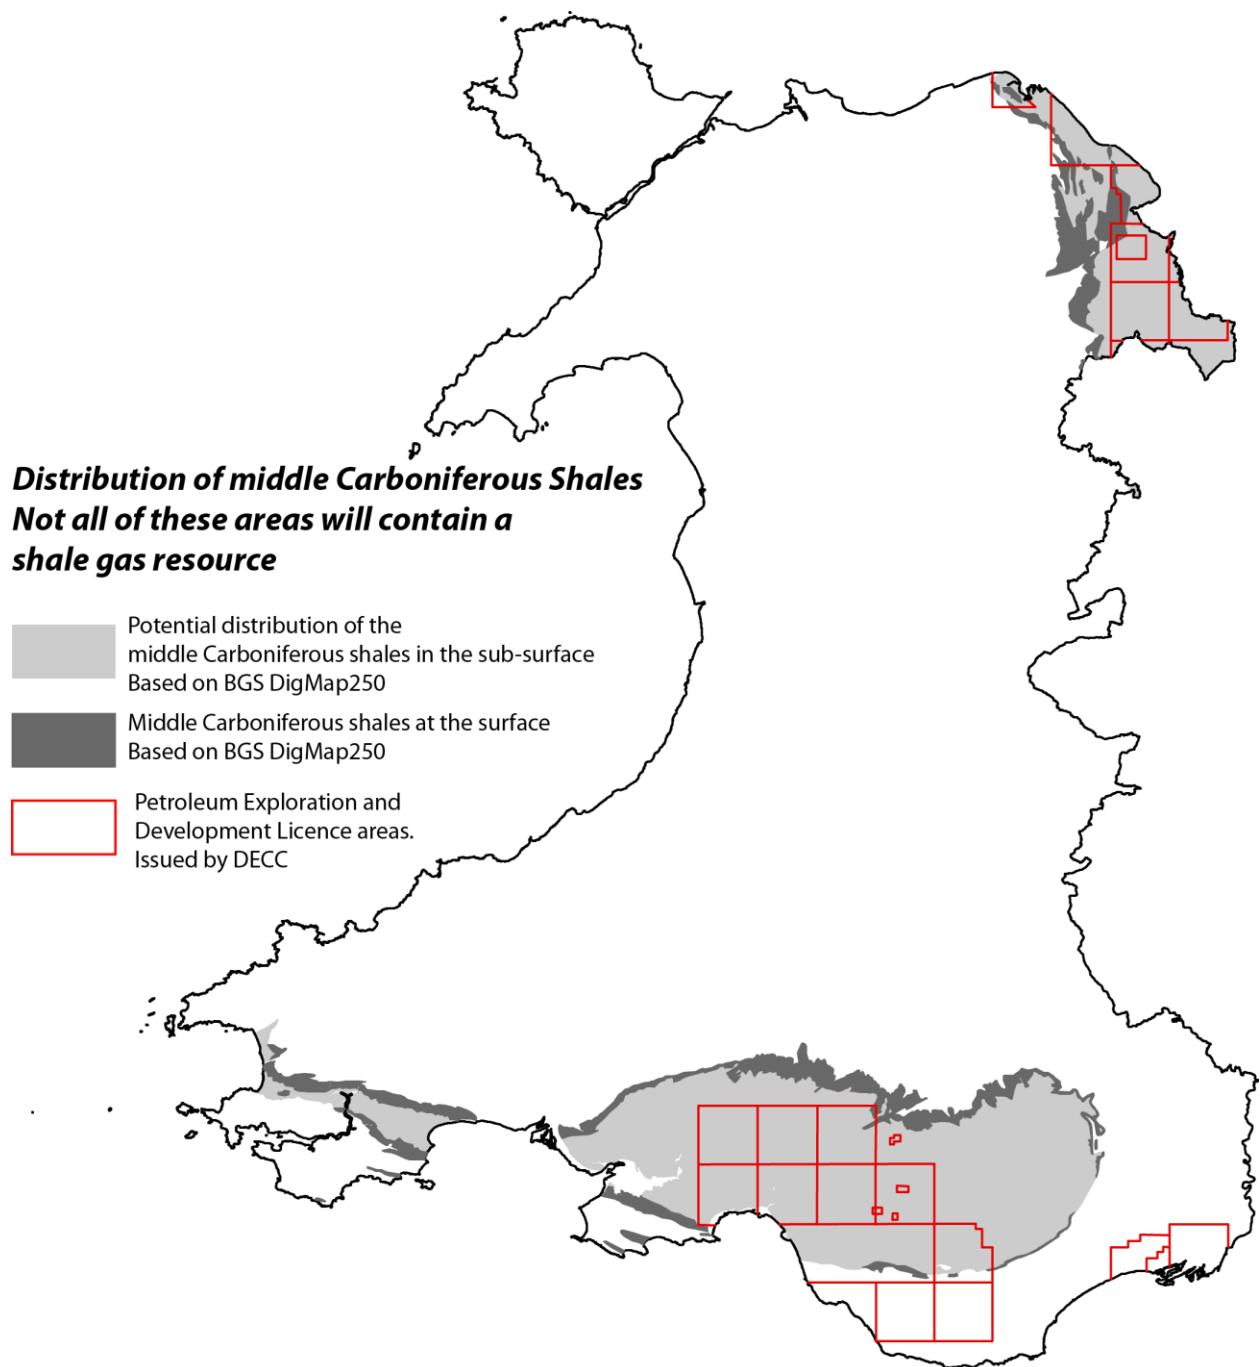 Distribution of middle Carboniferous Shales
Not all of these areas will contain a
shale gas resource
Potential distribution of the
middle Carboniferous shales in the sub-surface
Based on BGS DigMap250
Middle Carboniferous shales at the surface
Based on BGS DigMap250
Petroleum Exploration and
Development Licence areas.
Issued by DECC